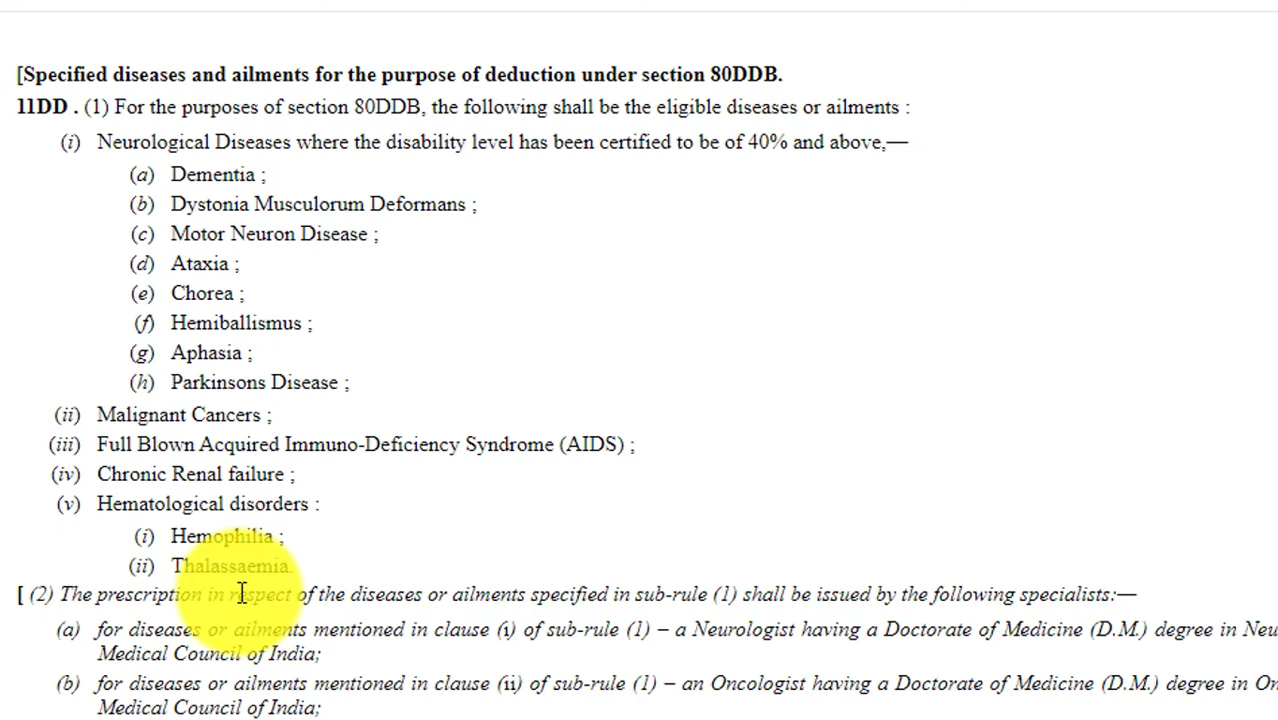 [Specified diseases and ailments for the purpose of deduction under section 80DDB.
11DD . (1) For the purposes of section 80DDB, the following shall be the eligible diseases or ailments :
(i) Neurological Diseases where the disability level has been certified to be of 40% and above,—
(a) Dementia ;
(b) Dystonia Musculorum Deformans ;
(c) Motor Neuron Disease ;
(d) Ataxia ;
(e) Chorea ;
(f) Hemiballismus ;
(g) Aphasia ;
(h) Parkinsons Disease ;
(ii) Malignant Cancers ;
(iii) Full Blown Acquired Immuno-Deficiency Syndrome (AIDS) ;
(iv) Chronic Renal failure ;
(v) Hematological disorders :
(i) Hemophilia ;
(ii) Thalassaemia.
[ (2) The prescription in respect of the diseases or ailments specified in sub-rule (1) shall be issued by the following specialists:—
(a) for diseases or ailments mentioned in clause (i) of sub-rule (1) – a Neurologist having a Doctorate of Medicine (D.M.) degree in
Medical Council of India;
(b) for diseases or ailments mentioned in clause (ii) of sub-rule (1) – an Oncologist having a Doctorate of Medicine (D.M.) degree in
Medical Council of India;